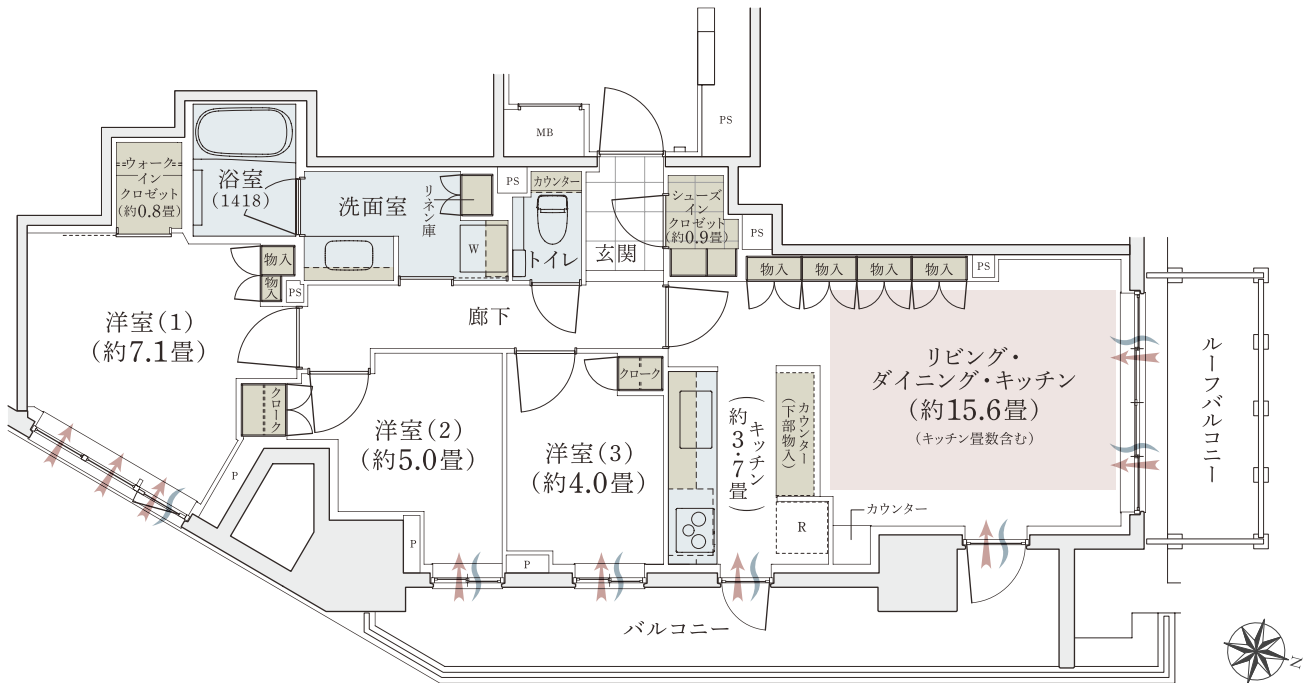 MB
PS
ウォーク
イン
クロゼット
(約0.8畳)
浴室
(1418)
洗面室
リネン庫
PS
カウンター
トイレ
W
玄関
シューズ
イン
クロゼット
(約0.9畳)
PS
物入
物入
PS
物入
物入
物入
物入
PS
廊下
洋室(1)
(約7.1畳)
クローク
洋室(2)
(約5.0畳)
クローク
洋室(3)
(約4.0畳)
キッチン
(約3・7畳)
カウンター
(下部物入)
リビング・
ダイニング・キッチン
(約15.6畳)
(キッチン畳数含む)
ルーフバルコニー
カウンター
R
P
P
P
バルコニー
N